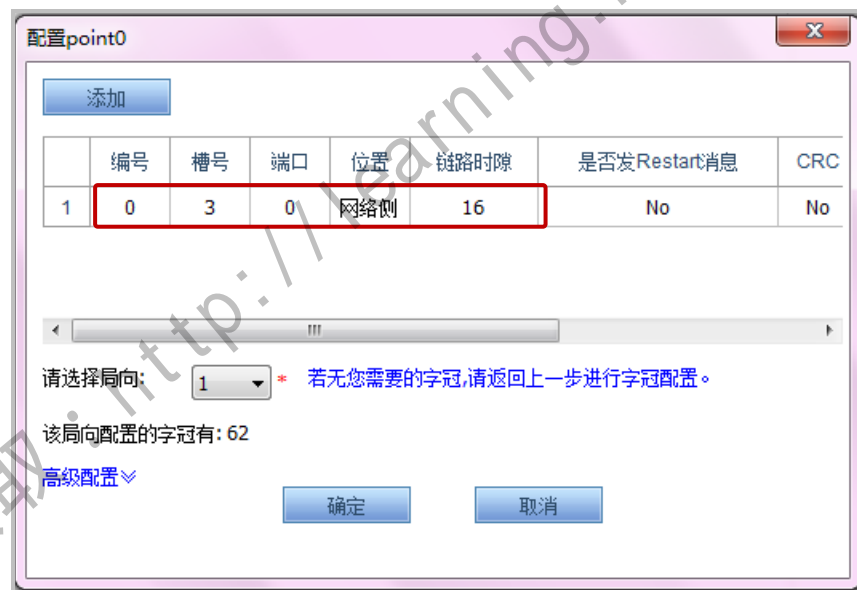 配置point0
添加
编号 槽号 端口 位置 链路时隙 是否发Restart消息 CRC
1 0 3 0 网络侧 16 No No
请选择局向: 1 * 若无您需要的字冠,请返回上一步进行字冠配置。
该局向配置的字冠有: 62
高级配置
确定 取消
取：http://learning.